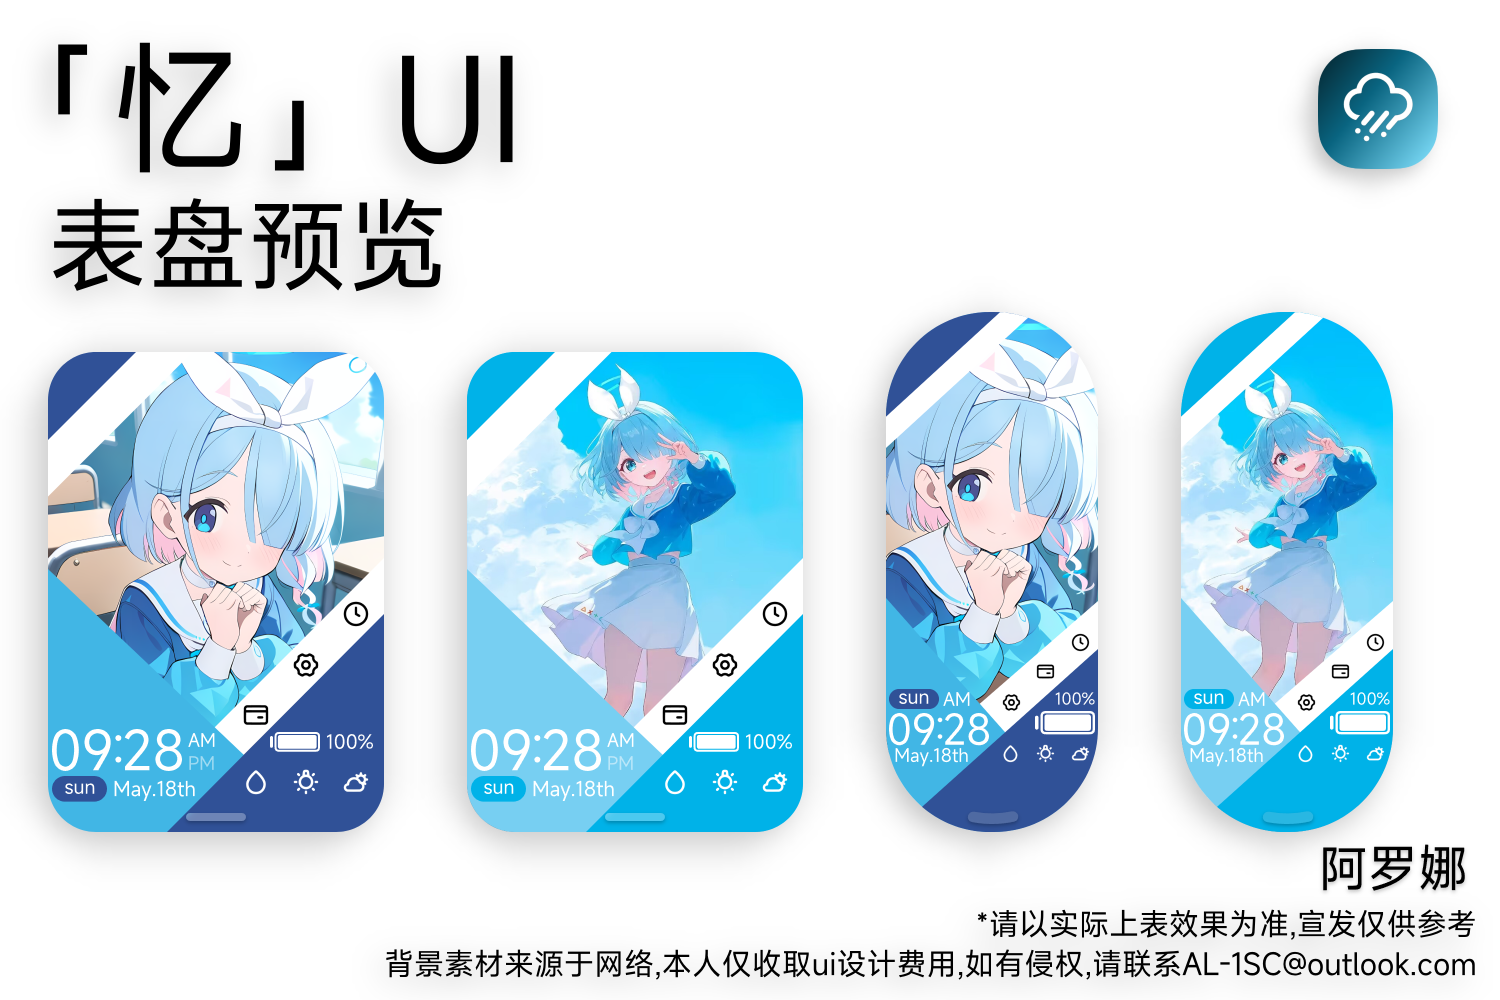 「忆」UI
表盘预览
09:28 AM
PM
100%
sun May.18th
09:28 AM
PM
100%
sun May.18th
sun AM
100%
09:28
May.18th
sun AM
100%
09:28
May.18th
阿罗娜
*请以实际上表效果为准,宣发仅供参考
背景素材来源于网络,本人仅收取ui设计费用,如有侵权,请联系AL-1SC@outlook.com